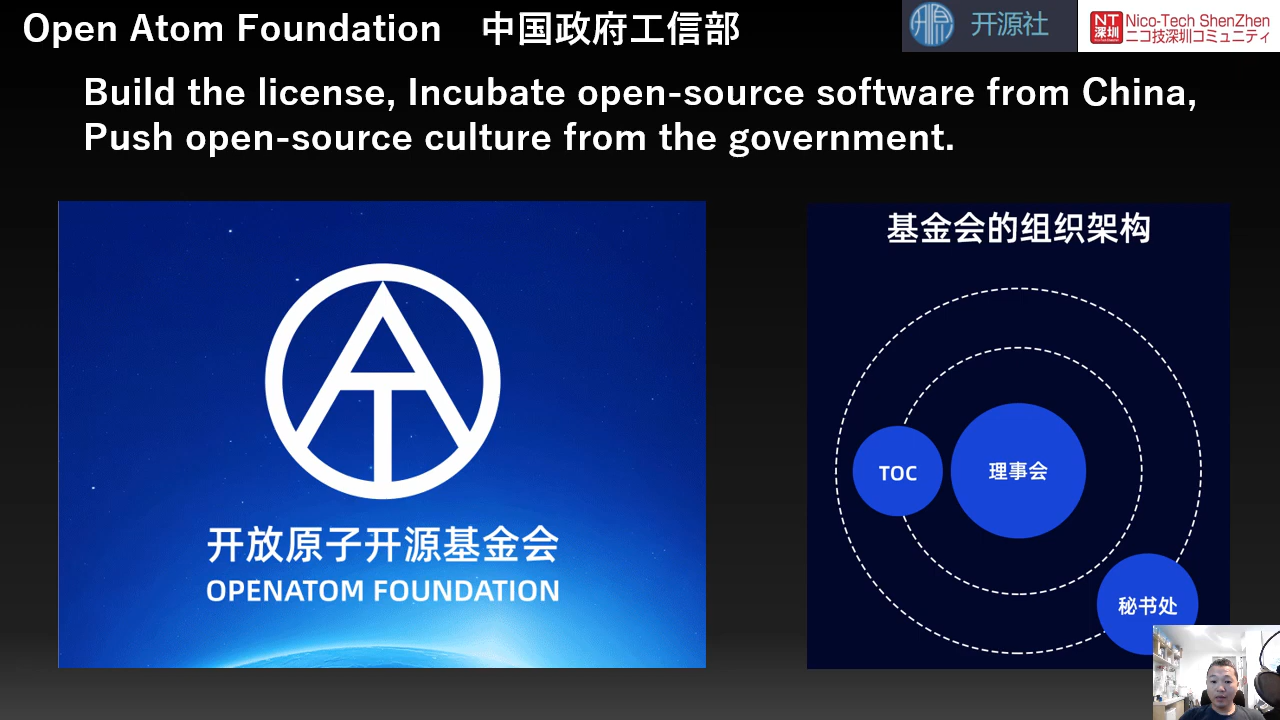 Open Atom Foundation 中国政府工信部
开源社
NT
深圳
Nico-Tech ShenZhen
ニコ技深圳コミュニティ
Build the license, Incubate open-source software from China,
Push open-source culture from the government.
开放原子开源基金会
OPENATOM FOUNDATION
基金会的组织架构
TOC
理事会
秘书处